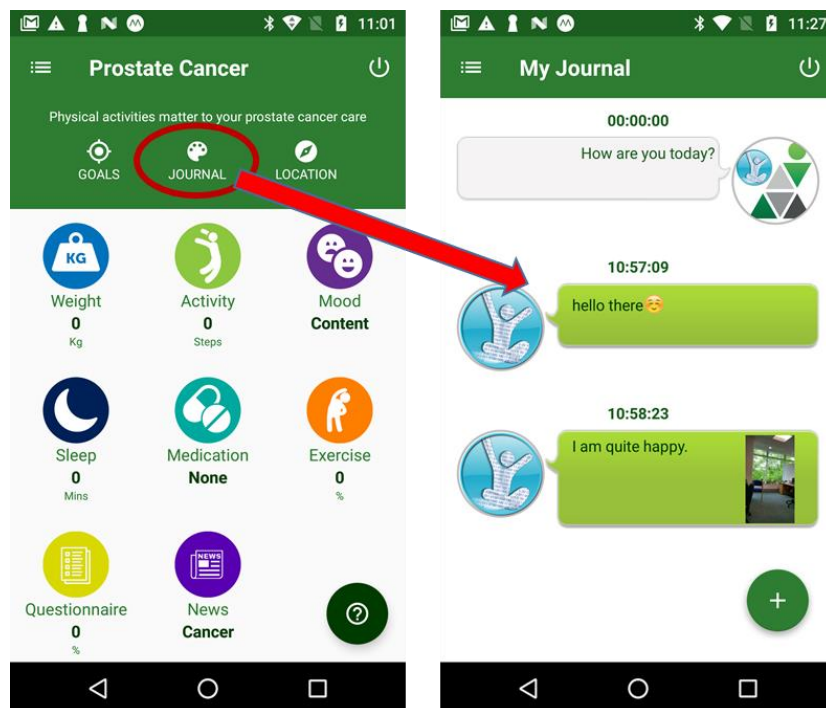 11:01
Prostate Cancer
Physical activities matter to your prostate cancer care
GOALS JOURNAL LOCATION
KG
Weight Activity Mood
0 0 Content
Kg Steps
Sleep Medication Exercise
0 None 0
Mins %
NEWS
Questionnaire News
0 Cancer
%
11:27
My Journal
00:00:00
How are you today?
10:57:09
hello there☺️
10:58:23
I am quite happy.